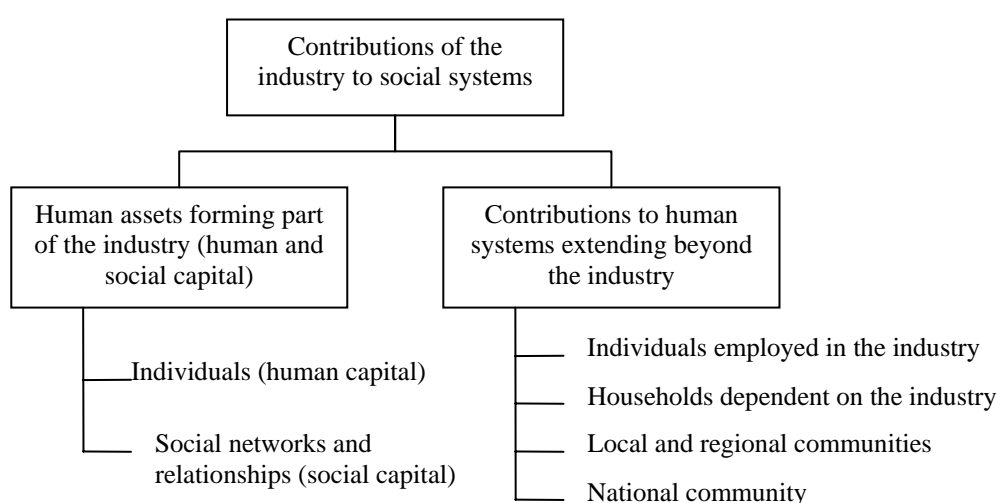 Contributions of the
industry to social systems
Human assets forming part
of the industry (human and
social capital)
Contributions to human
systems extending beyond
the industry
Individuals (human capital)
Social networks and
relationships (social capital)
Individuals employed in the industry
Households dependent on the industry
Local and regional communities
National community